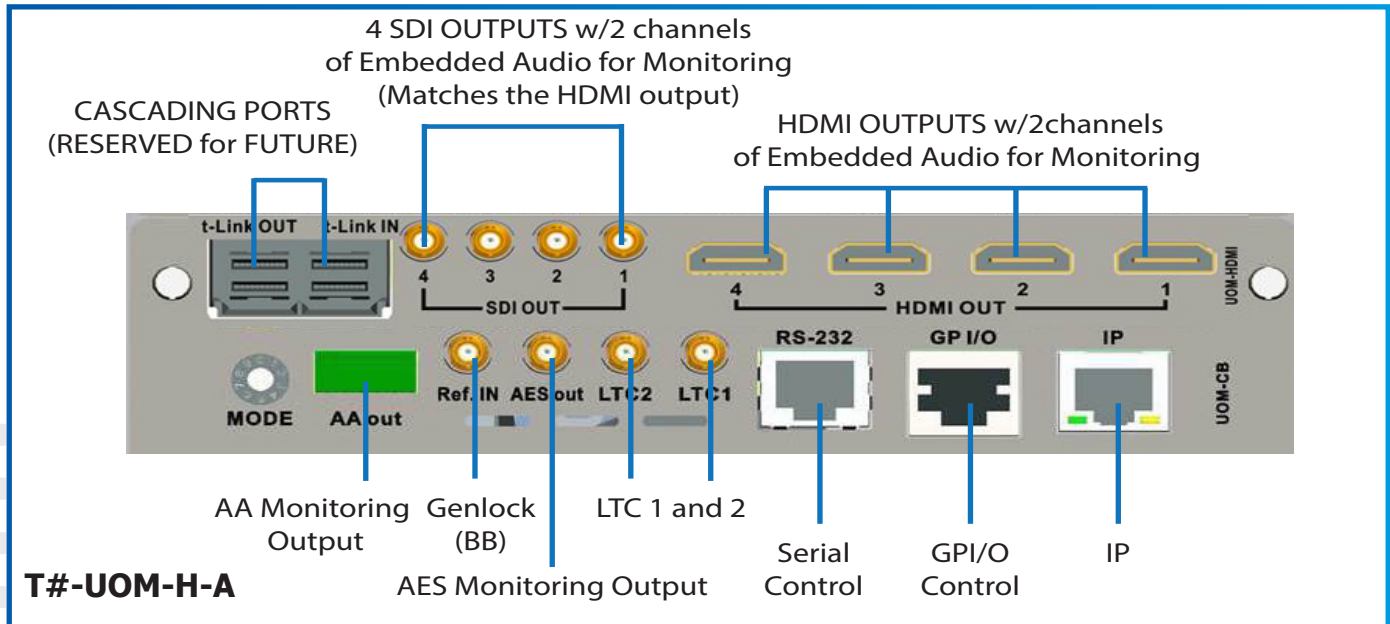 4 SDI OUTPUTS w/2 channels
of Embedded Audio for Monitoring
(Matches the HDMI output)
CASCADING PORTS
(RESERVED for FUTURE)
HDMI OUTPUTS w/2channels
of Embedded Audio for Monitoring
t-Link OUT t-Link IN
4 3 2 1
SDI OUT
4 3 2 1
HDMI OUT
UOM-HDMI
RS-232 GP I/O IP
MODE AA out Ref. IN AES out LTC2 LTC1
UOM-CB
AA Monitoring
Output
Genlock
(BB)
LTC 1 and 2
AES Monitoring Output
Serial
Control
GPI/O
Control
IP
T#-UOM-H-A